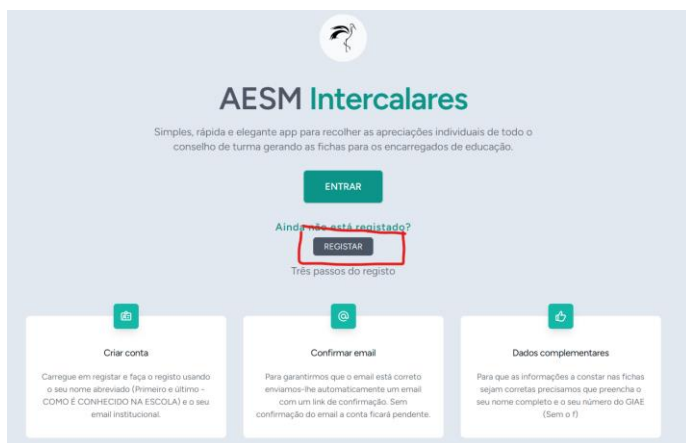 AESM Intercalares
Simples, rápida e elegante app para recolher as apreciações individuais de todo o
conselho de turma gerando as fichas para os encarregados de educação.
ENTRAR
Ainda não está registado?
REGISTAR
Três passos do registo
Criar conta
Carregue em registar e faça o registo usando
o seu nome abreviado (Primeiro e último -
COMO É CONHECIDO NA ESCOLA) e o seu
email institucional.
Confirmar email
Para garantirmos que o email está correto
enviamos-lhe automaticamente um email
com um link de confirmação. Sem
confirmação do email a conta ficará pendente.
Dados complementares
Para que as informações a constar nas fichas
sejam corretas precisamos que preencha o
seu nome completo e o seu número do GIAE
(Sem o f)